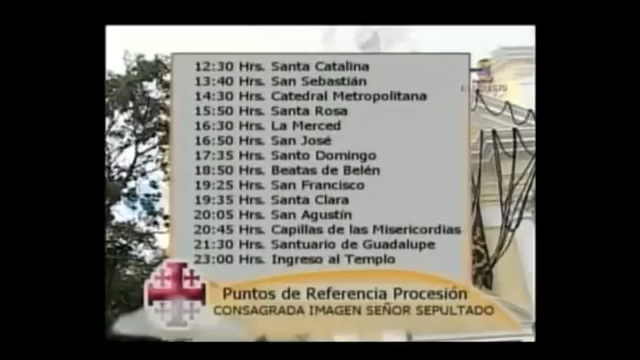 12:30 Hrs. Santa Catalina
13:40 Hrs. San Sebastián
14:30 Hrs. Catedral Metropolitana
15:50 Hrs. Santa Rosa
16:30 Hrs. La Merced
16:50 Hrs. San José
17:35 Hrs. Santo Domingo
18:50 Hrs. Beatas de Belén
19:25 Hrs. San Francisco
19:35 Hrs. Santa Clara
20:05 Hrs. San Agustín
20:45 Hrs. Capillas de las Misericordias
21:30 Hrs. Santuario de Guadalupe
23:00 Hrs. Ingreso al Templo
Puntos de Referencia Procesión
CONSAGRADA IMAGEN SEÑOR SEPULTADO